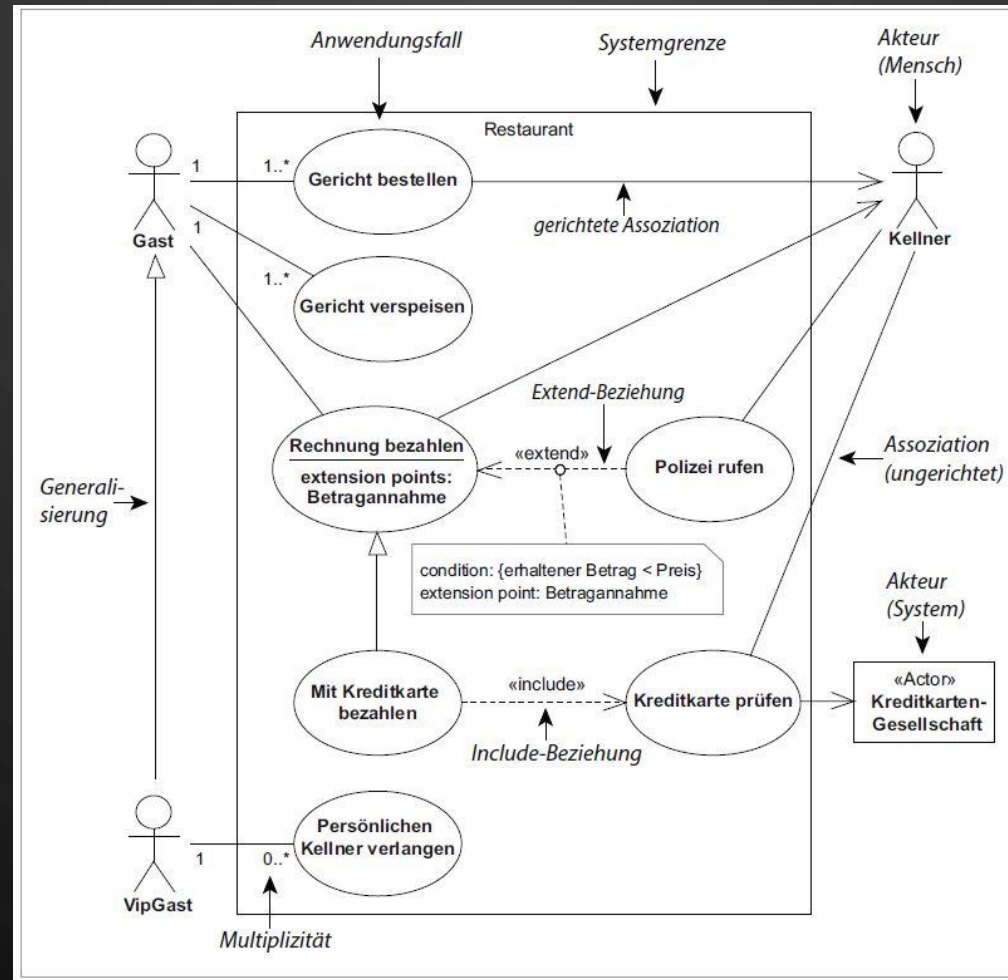 Anwendungsfall
Systemgrenze
Akteur
(Mensch)
Restaurant
1
1..*
Gericht bestellen
gerichtete Assoziation
Gast
Kellner
1
1..*
Gericht verspeisen
Extend-Beziehung
Rechnung bezahlen
extension points:
Betragannahme
«extend»
Polizei rufen
Assoziation
(ungerichtet)
Generali-
sierung
condition: {erhaltener Betrag < Preis}
extension point: Betragannahme
Akteur
(System)
Mit Kreditkarte
bezahlen
«include»
Kreditkarte prüfen
«Actor»
Kreditkarten-
Gesellschaft
Include-Beziehung
Persönlichen
Kellner verlangen
1
0..*
VipGast
Multiplizität